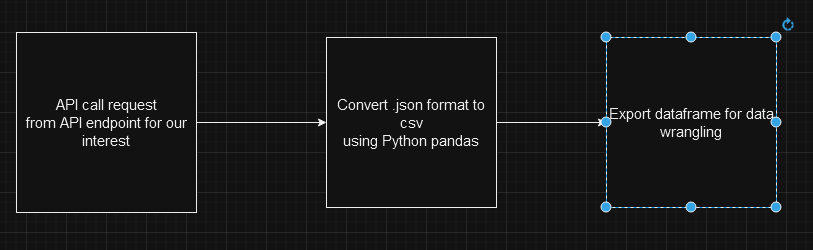 API call request
from API endpoint for our
interest
Convert .json format to
csv
using Python pandas
Export dataframe for data
wrangling